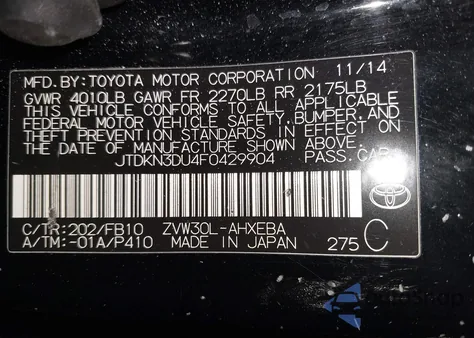 MFD. BY: TOYOTA MOTOR CORPORATION 11/14
GVWR 4010LB GAWR FR 2270LB RR 2175LB
THIS VEHICLE CONFORMS TO ALL APPLICABLE
FEDERAL MOTOR VEHICLE SAFETY, BUMPER, AND
THEFT PREVENTION STANDARDS IN EFFECT ON
THE DATE OF MANUFACTURE SHOWN ABOVE.
JTDKN3DU4F0429904 PASS. CAR
C/TR: 202/FB10 ZVW30L-AHXEBA
A/TM: -01A/P410 MADE IN JAPAN 275 C